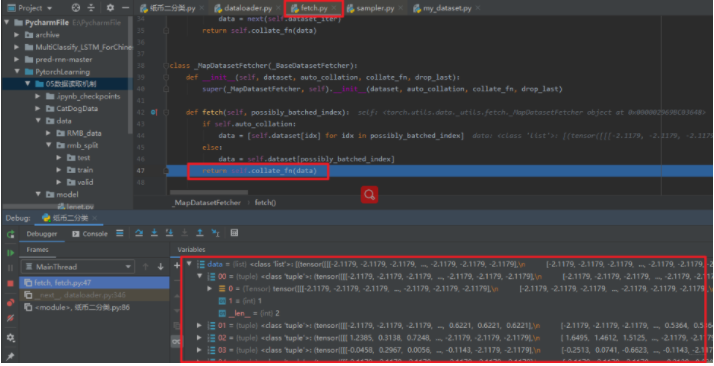 Project
纸币二分类.py
dataloader.py
fetch.py
sampler.py
my_dataset.py
PycharmFile E:\PycharmFile
archive
MultiClassify_LSTM_ForChine
pred-rnn-master
PytorchLearning
05数据读取机制
.ipynb_checkpoints
CatDogData
data
RMB_data
rmb_split
test
train
valid
model
lenet.py
34 data = next(self.dataset_iter)
35 return self.collate_fn(data)
36
37
38 class _MapDatasetFetcher(_BaseDatasetFetcher):
39 def __init__(self, dataset, auto_collation, collate_fn, drop_last):
40 super(_MapDatasetFetcher, self).__init__(dataset, auto_collation, collate_fn, drop_last)
41
42 def fetch(self, possibly_batched_index): self: <torch.utils.data._utils.fetch._MapDatasetFetcher object at
43 if self.auto_collation:
44 data = [self.dataset[idx] for idx in possibly_batched_index] data: <class 'list'>: [(tensor([[[-2.1179, -2.1179,
45 else:
46 data = self.dataset[possibly_batched_index]
47 return self.collate_fn(data)
48
_MapDatasetFetcher › fetch()
Debug: 纸币二分类
Debugger Console
Frames
Variables
MainThread
fetch, fetch.py:47
__next__, dataloader.py:346
<module>, 纸币二分类.py:86
data = {list} <class 'list'>: [(tensor([[[-2.1179, -2.1179, -2.1179, ..., -2.1179, -2.1179, -2.1179],\n [-2.1179, -2.1179, -2.1179, ..., -2.1179, -2.1179,
00 = {tuple} <class 'tuple'>: (tensor([[[-2.1179, -2.1179, -2.1179, ..., -2.1179, -2.1179, -2.1179],\n [-2.1179, -2.1179, -2.1179, ..., -2.1179, -2.1179
0 = {Tensor} tensor([[[-2.1179, -2.1179, -2.1179, ..., -2.1179, -2.1179, -2.1179],\n [-2.1179, -2.1179, -2.1179, ..., -2.1179, -2.1179,
1 = {int} 1
__len__ = {int} 2
01 = {tuple} <class 'tuple'>: (tensor([[[-2.1179, -2.1179, -2.1179, ..., 0.6221, 0.6221, 0.6221],\n [-2.1179, -2.1179, -2.1179, ..., 0.5364, 0.536
02 = {tuple} <class 'tuple'>: (tensor([[[ 1.2385, 0.3138, 0.7248, ..., -2.1179, -2.1179, -2.1179],\n [ 1.6495, 1.4612, 1.5125, ..., -2.1179, -2.1179
03 = {tuple} <class 'tuple'>: (tensor([[[-0.0458, 0.2967, 0.0056, ..., -0.1143, -2.1179, -2.1179],\n [-0.2513, 0.0741, -0.6623, ..., -0.1143, -2.1179